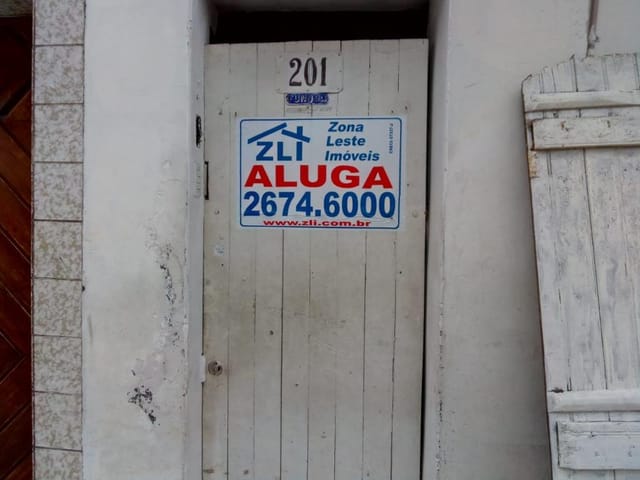 201
ZLI
Zona
Leste
Imóveis
ALUGA
2674.6000
www.zli.com.br